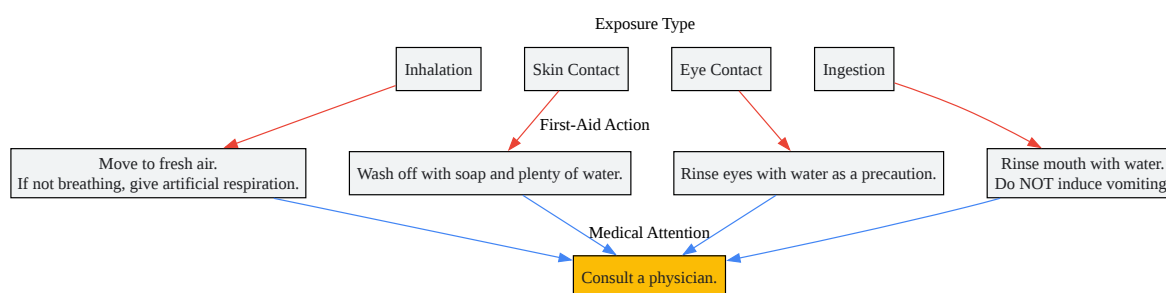 Exposure Type
Inhalation
Skin Contact
Eye Contact
Ingestion
First-Aid Action
Move to fresh air.
If not breathing, give artificial respiration.
Wash off with soap and plenty of water.
Rinse eyes with water as a precaution.
Rinse mouth with water.
Do NOT induce vomiting
Medical Attention
Consult a physician.